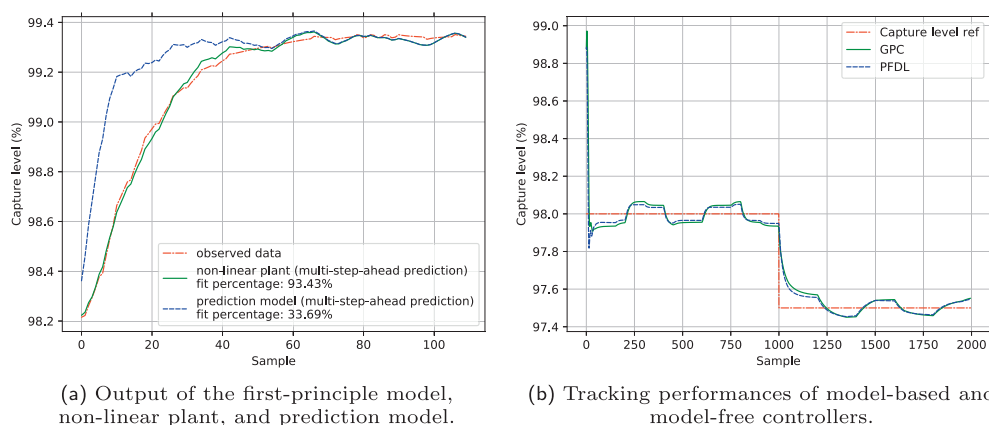 99.4
99.2
99.0
98.8
98.6
98.4
98.2
Capture level (%)
0
20
40
60
80
100
Sample
observed data
non-linear plant (multi-step-ahead prediction)
fit percentage: 93.43%
prediction model (multi-step-ahead prediction)
fit percentage: 33.69%
(a) Output of the first-principle model,
non-linear plant, and prediction model.
99.0
98.8
98.6
98.4
98.2
98.0
97.8
97.6
97.4
Capture level (%)
0
250
500
750
1000
1250
1500
1750
2000
Sample
Capture level ref
GPC
PFDL
(b) Tracking performances of model-based and
model-free controllers.